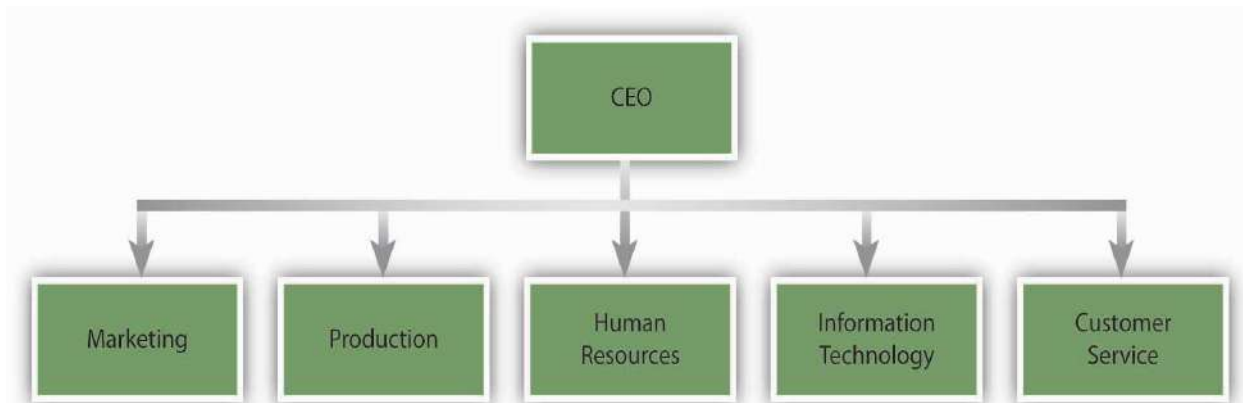 CEO
Marketing
Production
Human
Resources
Information
Technology
Customer
Service